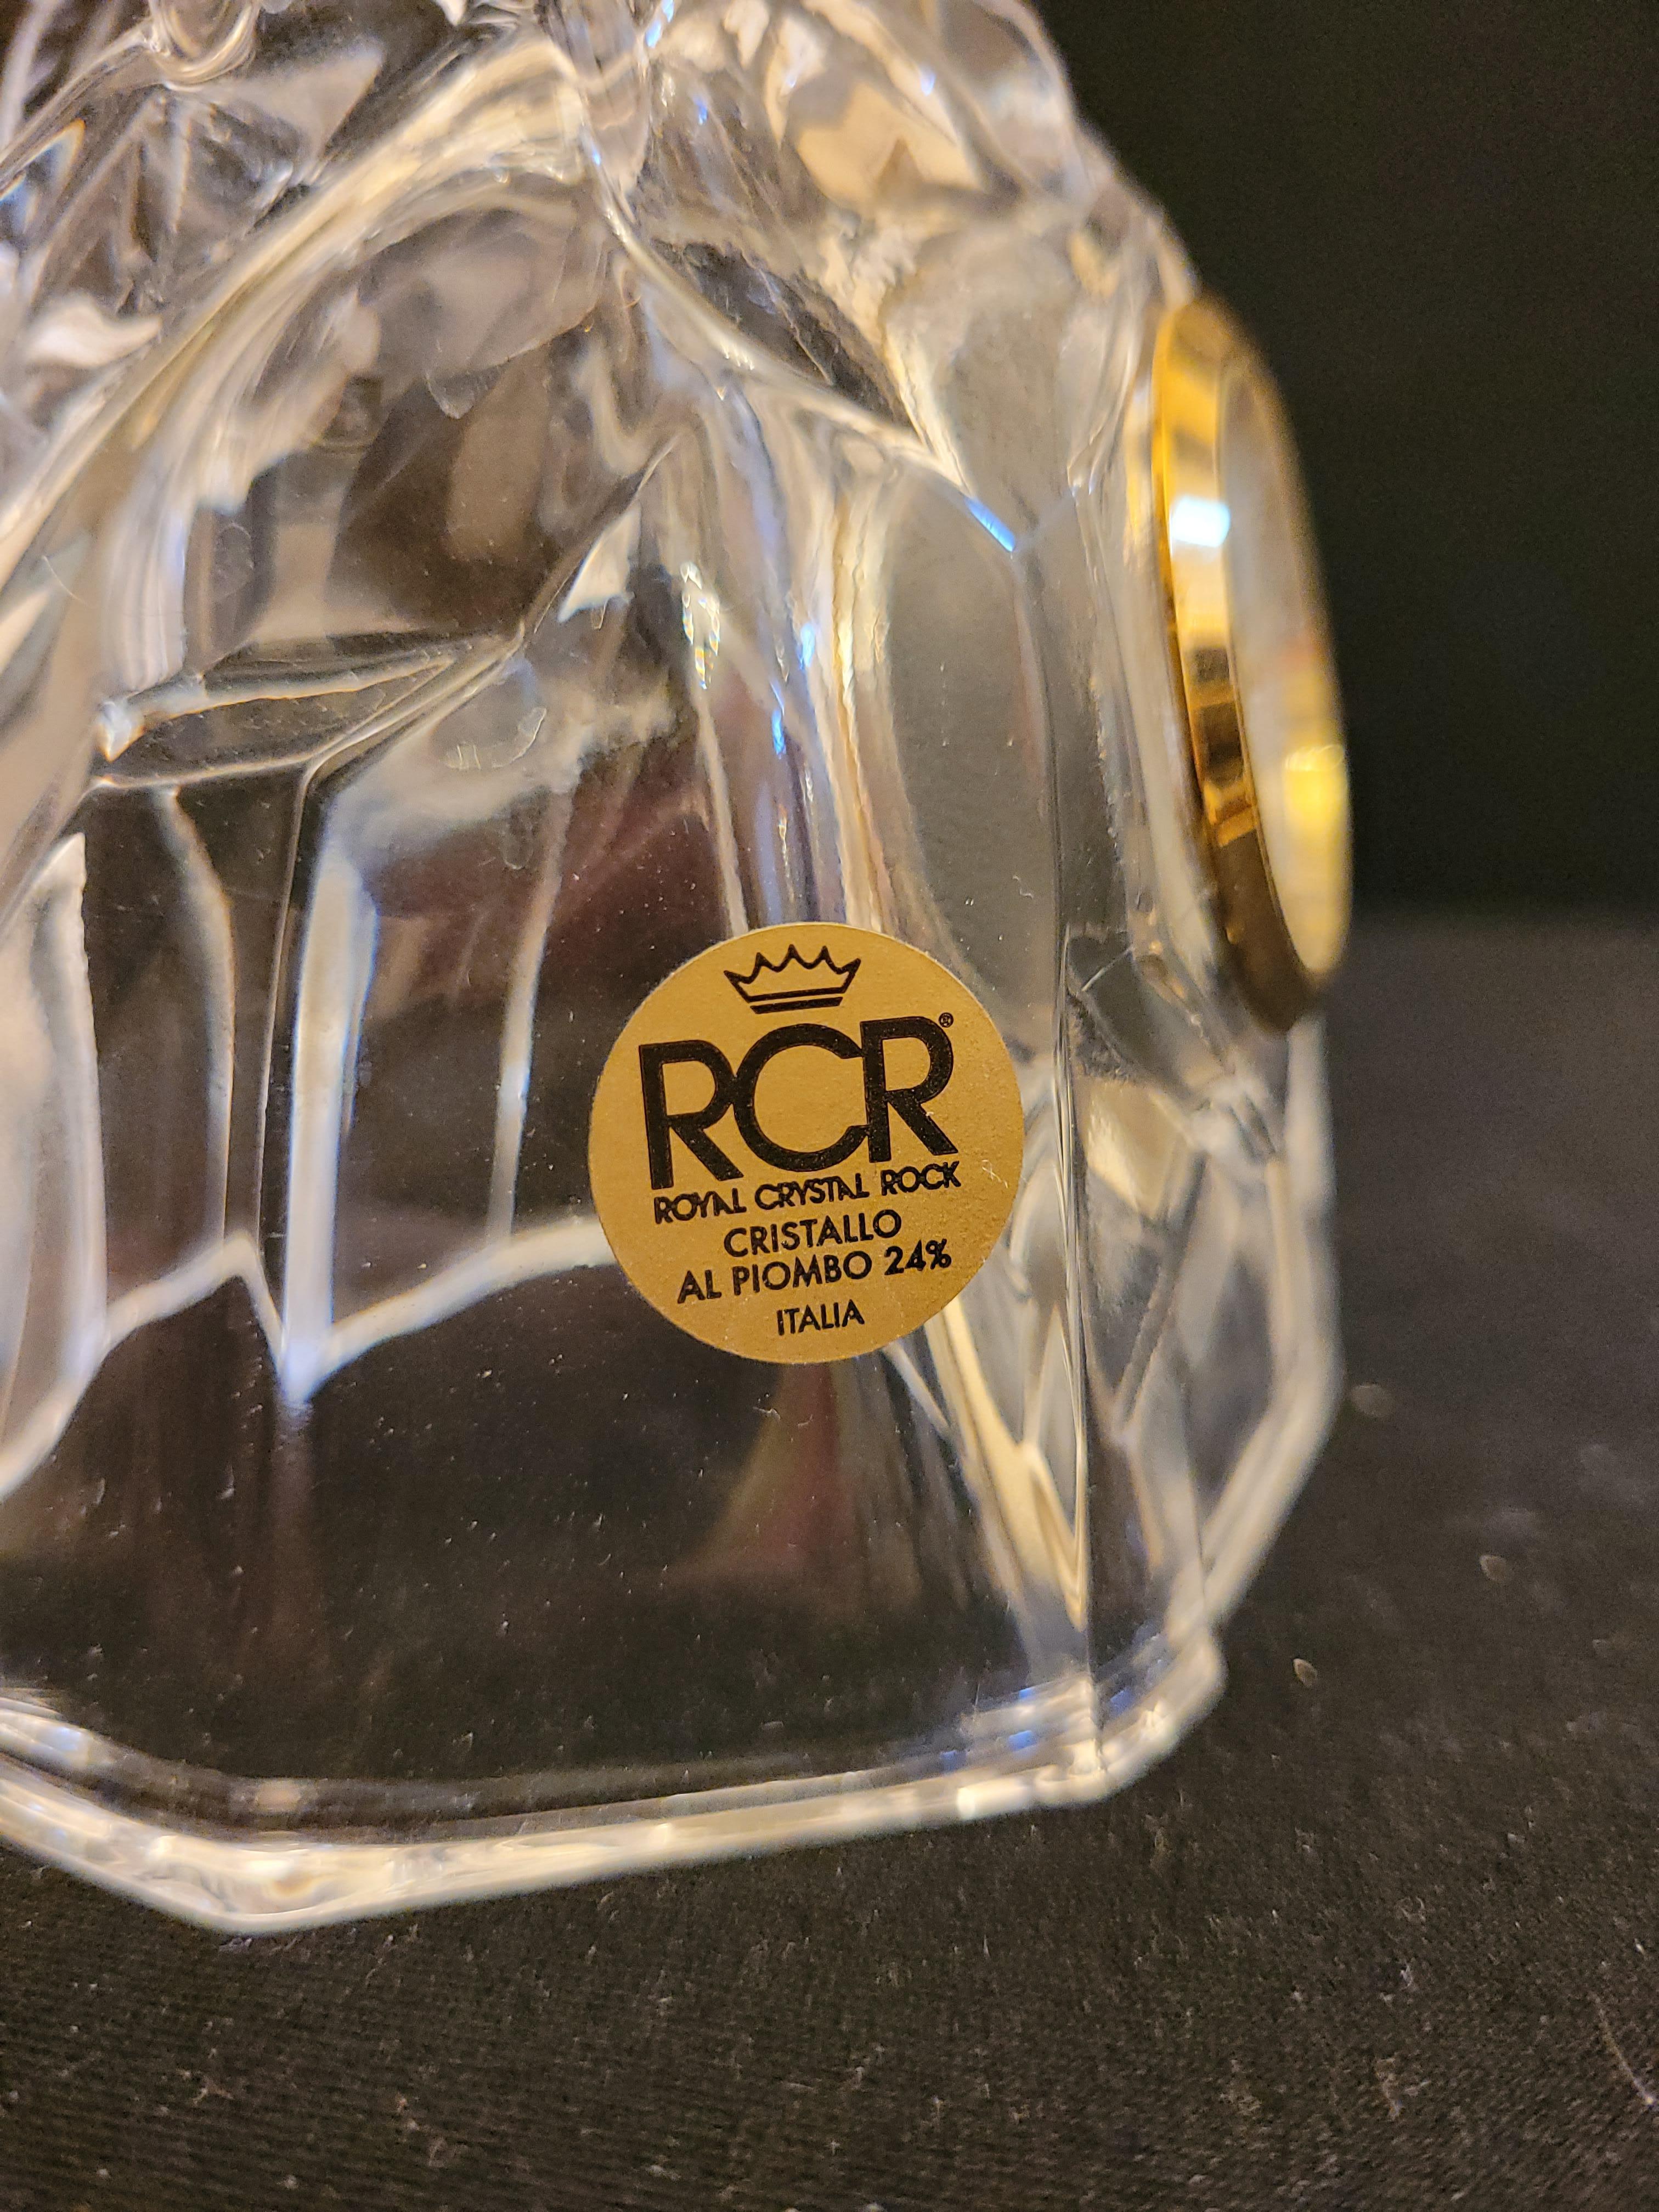 RCR®
ROYAL CRYSTAL ROCK
CRISTALLO
AL PIOMBO 24%
ITALIA